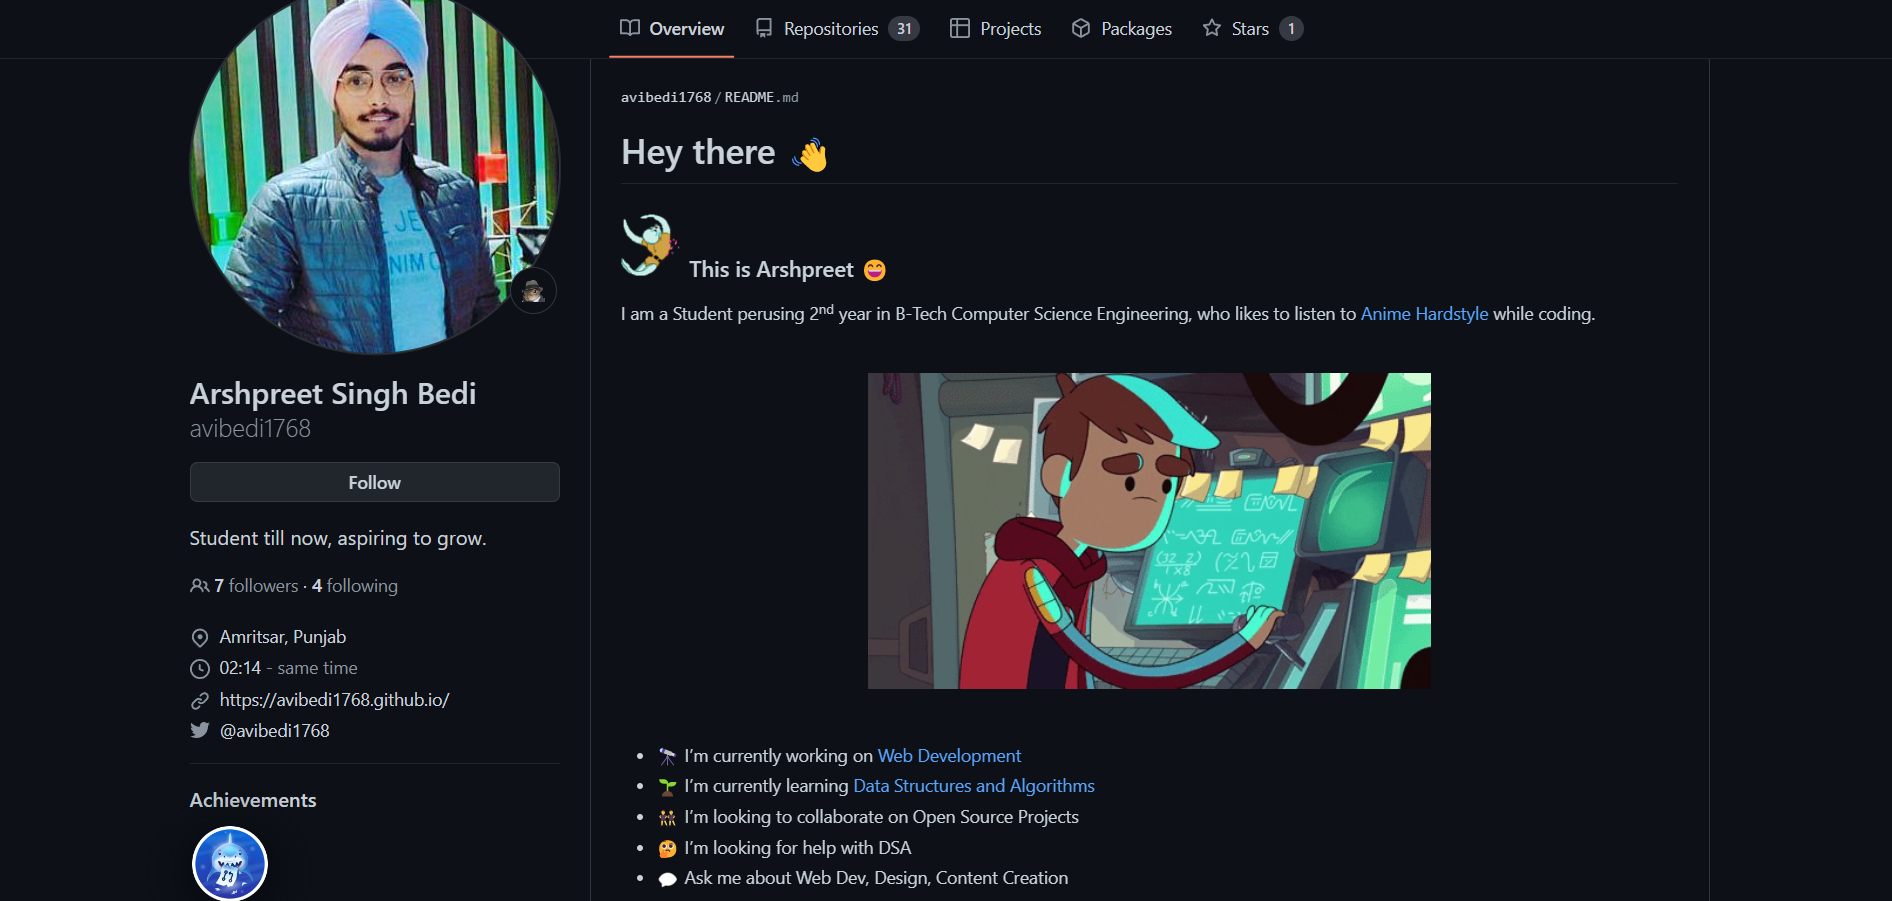 Overview Repositories 31 Projects Packages Stars 1
avibedi1768/README.md
Hey there 👋
This is Arshpreet 😄
I am a Student perusing 2nd year in B-Tech Computer Science Engineering, who likes to listen to Anime Hardstyle while coding.
I'm currently working on Web Development
I'm currently learning Data Structures and Algorithms
I'm looking to collaborate on Open Source Projects
I'm looking for help with DSA
Ask me about Web Dev, Design, Content Creation
Arshpreet Singh Bedi
avibedi1768
Follow
Student till now, aspiring to grow.
7 followers · 4 following
Amritsar, Punjab
02:14 - same time
https://avibedi1768.github.io/
@avibedi1768
Achievements